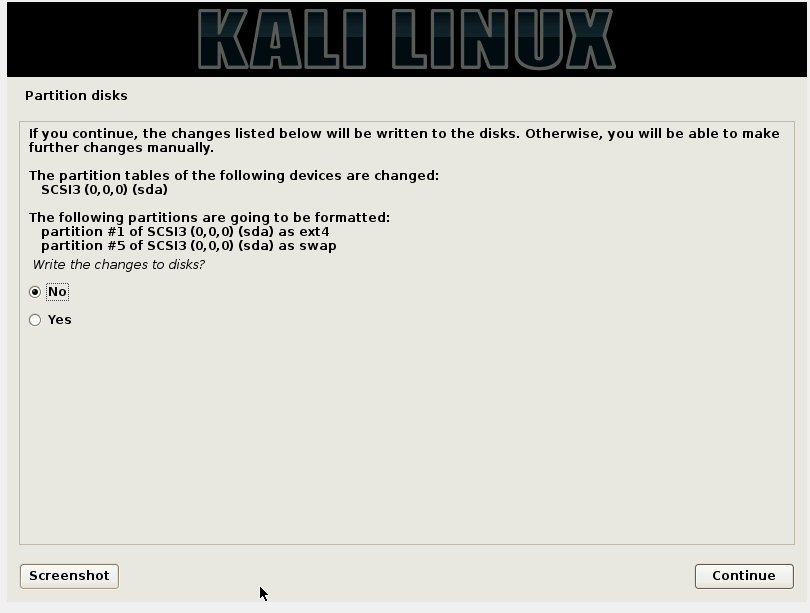 KALI LINUX
Partition disks
If you continue, the changes listed below will be written to the disks. Otherwise, you will be able to make
further changes manually.
The partition tables of the following devices are changed:
SCSI3 (0,0,0) (sda)
The following partitions are going to be formatted:
partition #1 of SCSI3 (0,0,0) (sda) as ext4
partition #5 of SCSI3 (0,0,0) (sda) as swap
Write the changes to disks?
No
Yes
Screenshot
Continue